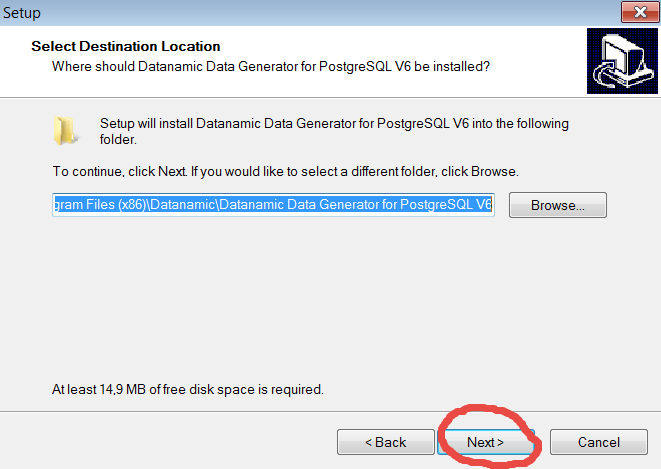 Setup
Select Destination Location
Where should Datanamic Data Generator for PostgreSQL V6 be installed?
Setup will install Datanamic Data Generator for PostgreSQL V6 into the following
folder.
To continue, click Next. If you would like to select a different folder, click Browse.
gram Files (x86)\Datanamic\Datanamic Data Generator for PostgreSQL V6
Browse...
At least 14,9 MB of free disk space is required.
< Back
Next >
Cancel